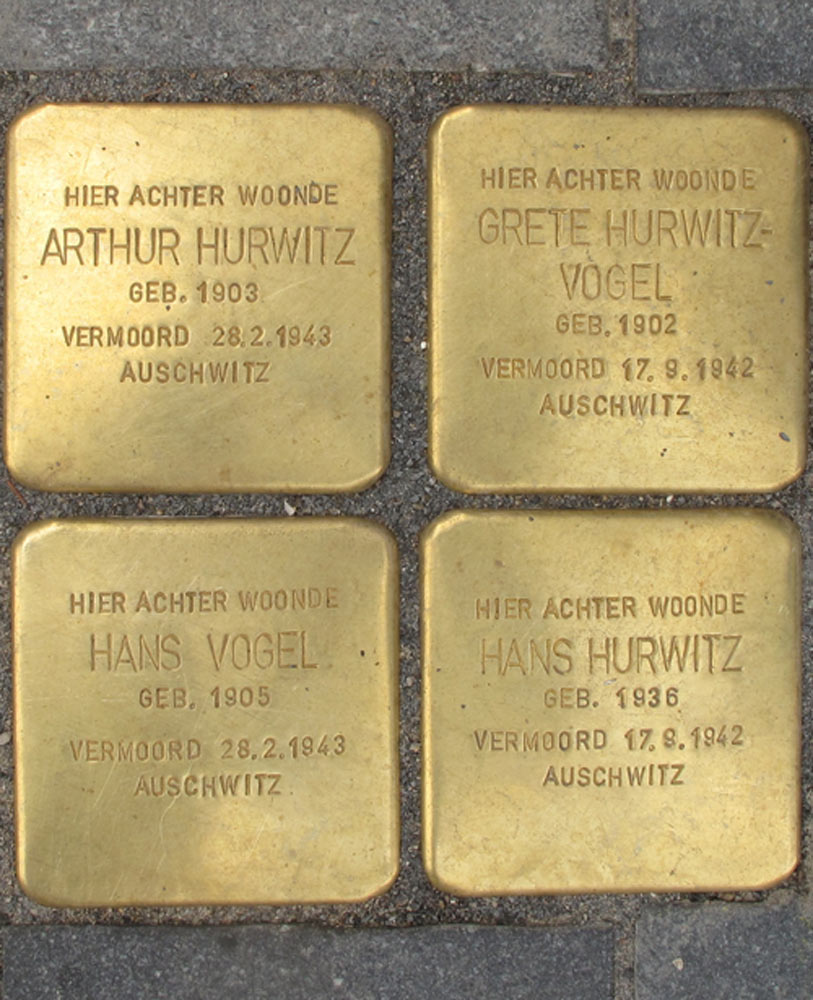 HIER ACHTER WOONDE
ARTHUR HURWITZ
GEB. 1903
VERMOORD 28.2.1943
AUSCHWITZ
HIER ACHTER WOONDE
GRETE HURWITZ-
VOGEL
GEB. 1902
VERMOORD 17.9.1942
AUSCHWITZ
HIER ACHTER WOONDE
HANS VOGEL
GEB. 1905
VERMOORD 28.2.1943
AUSCHWITZ
HIER ACHTER WOONDE
HANS HURWITZ
GEB. 1936
VERMOORD 17.9.1942
AUSCHWITZ